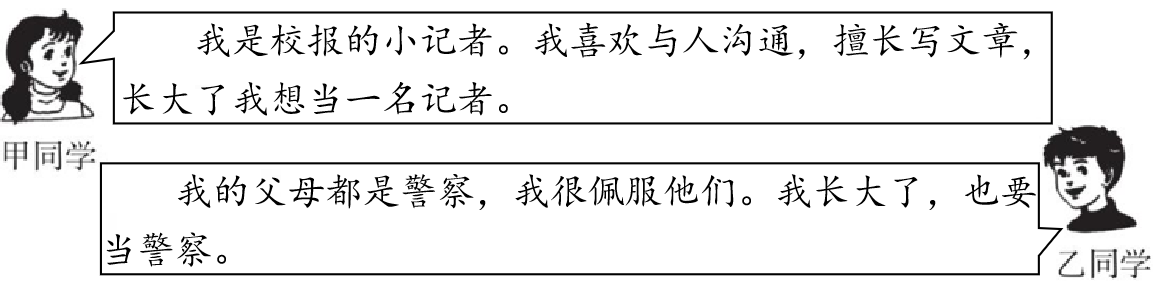 我是校报的小记者。我喜欢与人沟通，擅长写文章，
长大了我想当一名记者。
甲同学
我的父母都是警察，我很佩服他们。我长大了，也要
当警察。
乙同学